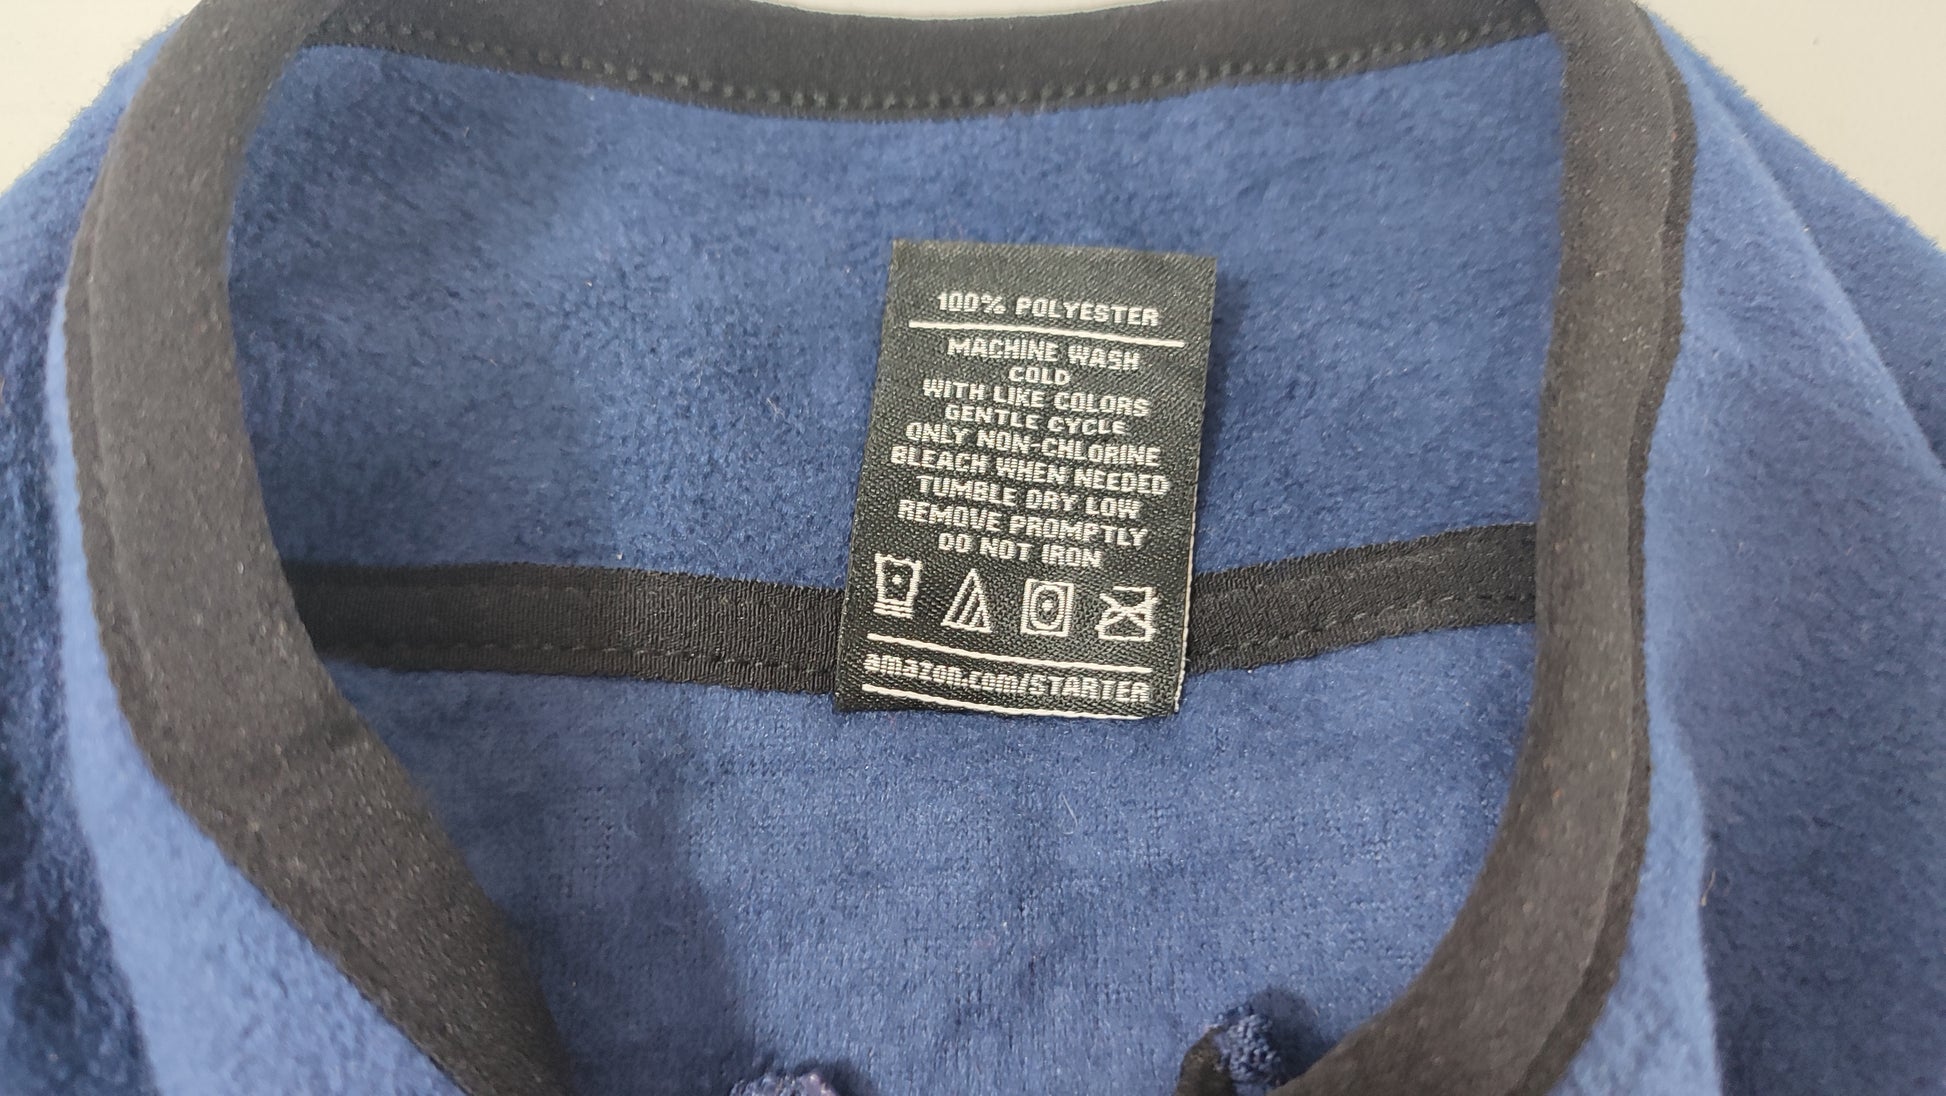 100% POLYESTER
MACHINE WASH
COLD
WITH LIKE COLORS
GENTLE CYCLE
ONLY NON-CHLORINE
BLEACH WHEN NEEDED
TUMBLE DRY LOW
REMOVE PROMPTLY
DO NOT IRON
amazon.com/STARTER